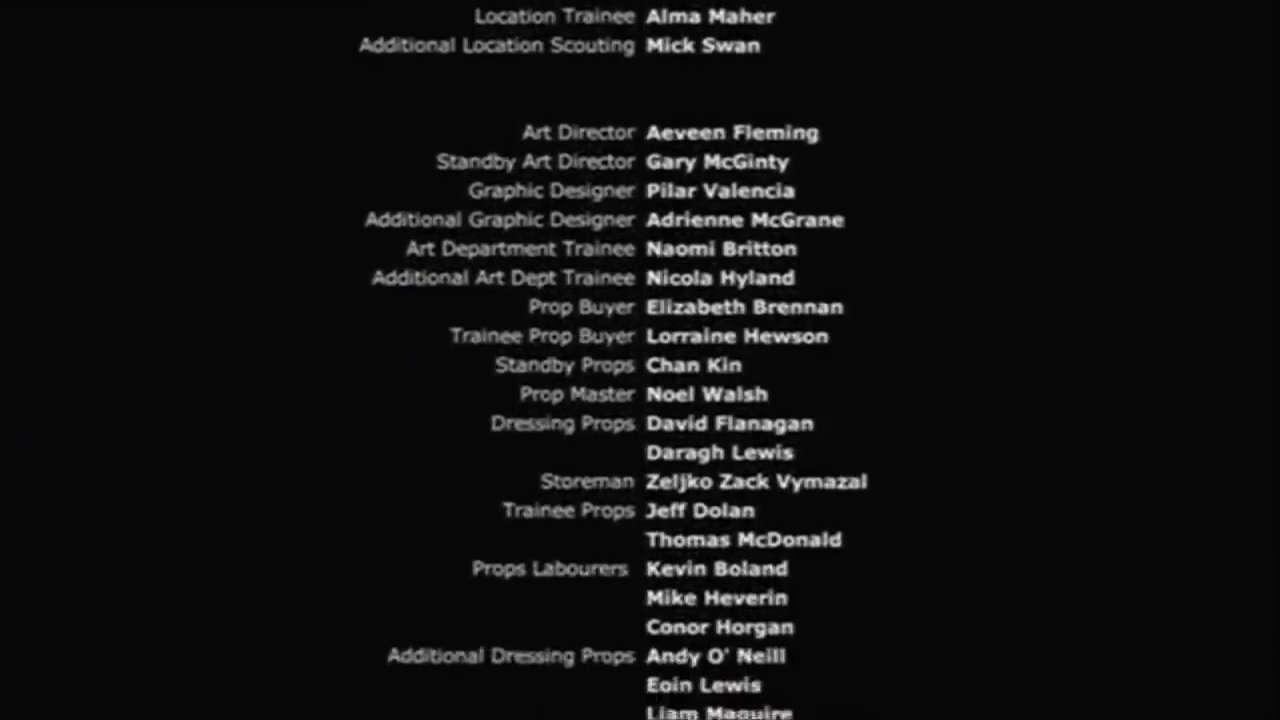 Location Trainee Alma Maher
Additional Location Scouting Mick Swan
Art Director Aeveen Fleming
Standby Art Director Gary McGinty
Graphic Designer Pilar Valencia
Additional Graphic Designer Adrienne McGrane
Art Department Trainee Naomi Britton
Additional Art Dept Trainee Nicola Hyland
Prop Buyer Elizabeth Brennan
Trainee Prop Buyer Lorraine Hewson
Standby Props Chan Kin
Prop Master Noel Walsh
Dressing Props David Flanagan
Daragh Lewis
Storeman Zeljko Zack Vymazal
Trainee Props Jeff Dolan
Thomas McDonald
Props Labourers Kevin Boland
Mike Heverin
Conor Horgan
Additional Dressing Props Andy O' Neill
Eoin Lewis
Liam Maguire